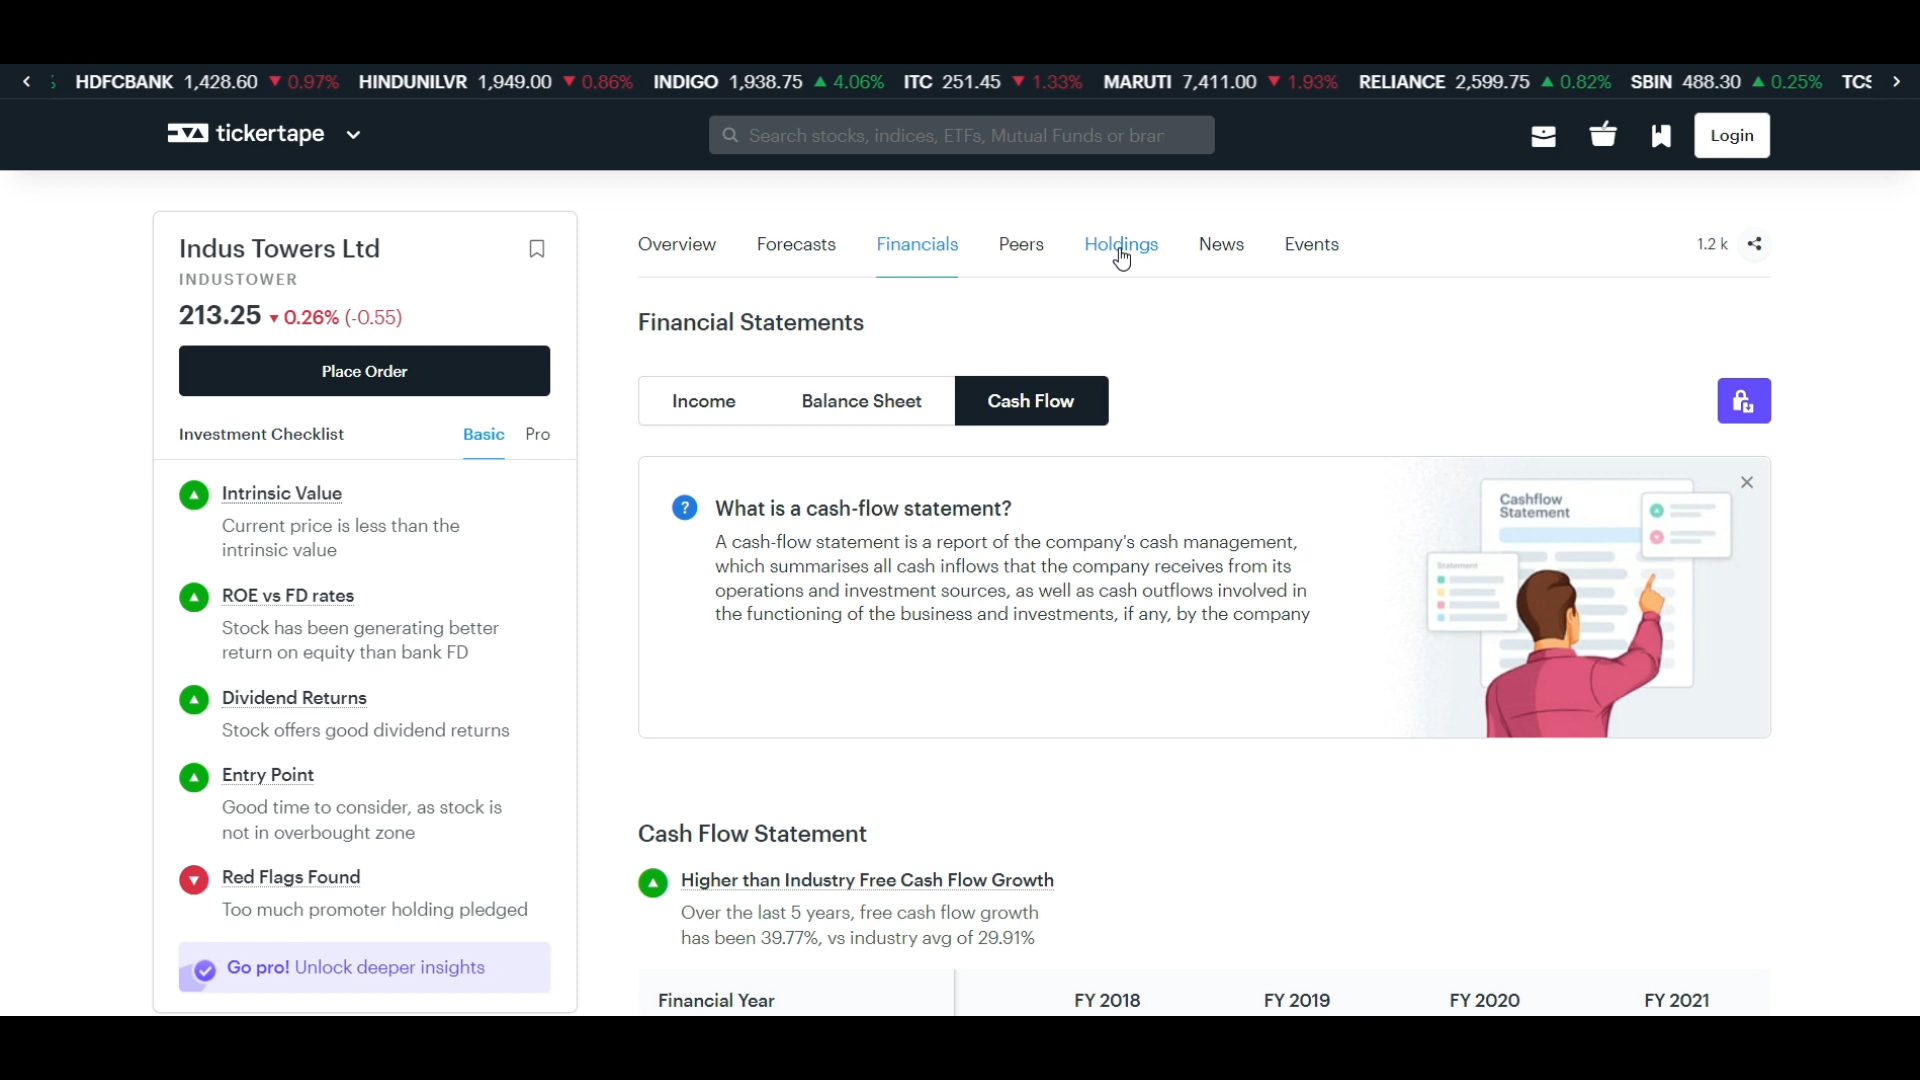 HDFCBANK 1,428.60 ▼ 0.97% HINDUNILVR 1,949.00 ▼ 0.86% INDIGO 1,938.75 ▲ 4.06% ITC 251.45 ▼ 1.33% MARUTI 7,411.00 ▼ 1.93% RELIANCE 2,599.75 ▲ 0.82% SBIN 488.30 ▲ 0.25% TCS
tickertape
Search stocks, indices, ETFs, Mutual Funds or bran
Login
Indus Towers Ltd
INDUSTOWER
213.25 ▼ 0.26% (-0.55)
Place Order
Investment Checklist Basic Pro
Intrinsic Value
Current price is less than the
intrinsic value
ROE vs FD rates
Stock has been generating better
return on equity than bank FD
Dividend Returns
Stock offers good dividend returns
Entry Point
Good time to consider, as stock is
not in overbought zone
Red Flags Found
Too much promoter holding pledged
Go pro! Unlock deeper insights
Overview Forecasts Financials Peers Holdings News Events 1.2 k
Financial Statements
Income Balance Sheet Cash Flow
What is a cash-flow statement?
A cash-flow statement is a report of the company's cash management,
which summarises all cash inflows that the company receives from its
operations and investment sources, as well as cash outflows involved in
the functioning of the business and investments, if any, by the company
Cashflow
Statement
Statement
Cash Flow Statement
Higher than Industry Free Cash Flow Growth
Over the last 5 years, free cash flow growth
has been 39.77%, vs industry avg of 29.91%
Financial Year FY 2018 FY 2019 FY 2020 FY 2021